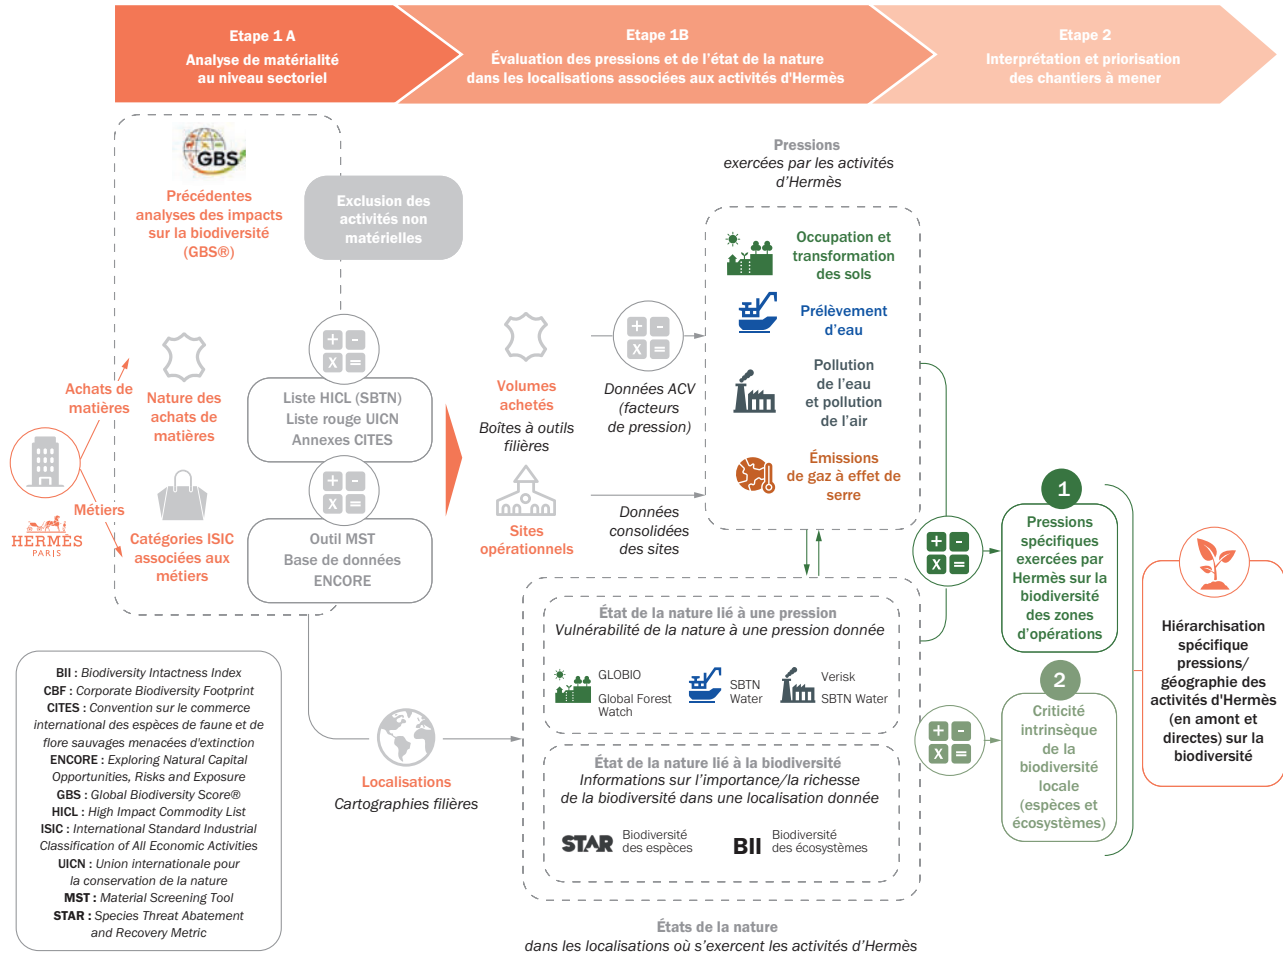 Etape 1 A
Analyse de matérialité
au niveau sectoriel
Etape 1B
Évaluation des pressions et de l'état de la nature
dans les localisations associées aux activités d'Hermès
Etape 2
Interprétation et priorisation
des chantiers à mener
GBS
Précédentes
analyses des impacts
sur la biodiversité
(GBS®)
Exclusion des
activités non
matérielles
Pressions
exercées par les activités
d'Hermès
Occupation et
transformation
des sols
Prélèvement
d'eau
Pollution
de l'eau
et pollution
de l'air
Émissions
de gaz à effet de
serre
Achats de
matières
Nature des
achats de
matières
+ -
X =
Liste HICL (SBTN)
Liste rouge UICN
Annexes CITES
Volumes
achetés
Boîtes à outils
filières
+ -
X =
Données ACV
(facteurs
de pression)
HERMÈS
PARIS
Métiers
Catégories ISIC
associées aux
métiers
+ -
X =
Outil MST
Base de données
ENCORE
Sites
opérationnels
Données
consolidées
des sites
+ -
X =
1
Pressions
spécifiques
exercées par
Hermès sur la
biodiversité
des zones
d'opérations
État de la nature lié à une pression
Vulnérabilité de la nature à une pression donnée
GLOBIO
Global Forest
Watch
SBTN
Water
Verisk
SBTN Water
Localisations
Cartographies filières
État de la nature lié à la biodiversité
Informations sur l'importance/la richesse
de la biodiversité dans une localisation donnée
STAR
Biodiversité
des espèces
BII
Biodiversité
des écosystèmes
États de la nature
dans les localisations où s'exercent les activités d'Hermès
+ -
X =
2
Criticité
intrinsèque
de la
biodiversité
locale
(espèces et
écosystèmes)
Hiérarchisation
spécifique
pressions/
géographie des
activités d'Hermès
(en amont et
directes) sur la
biodiversité
BII : Biodiversity Intactness Index
CBF : Corporate Biodiversity Footprint
CITES : Convention sur le commerce
international des espèces de faune et de
flore sauvages menacées d'extinction
ENCORE : Exploring Natural Capital
Opportunities, Risks and Exposure
GBS : Global Biodiversity Score®
HICL : High Impact Commodity List
ISIC : International Standard Industrial
Classification of All Economic Activities
UICN : Union internationale pour
la conservation de la nature
MST : Material Screening Tool
STAR : Species Threat Abatement
and Recovery Metric